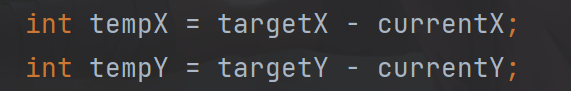 int tempX = targetX - currentX;
int tempY = targetY - currentY;